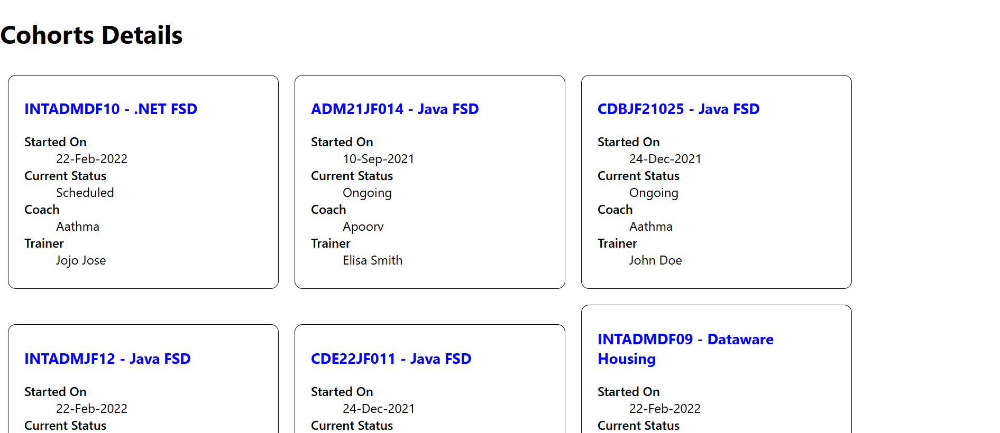 Cohorts Details
INTADMDF10 - .NET FSD
Started On
22-Feb-2022
Current Status
Scheduled
Coach
Aathma
Trainer
Jojo Jose
ADM21JF014 - Java FSD
Started On
10-Sep-2021
Current Status
Ongoing
Coach
Apoorv
Trainer
Elisa Smith
CDBJF21025 - Java FSD
Started On
24-Dec-2021
Current Status
Ongoing
Coach
Aathma
Trainer
John Doe
INTADMJF12 - Java FSD
Started On
22-Feb-2022
Current Status
CDE22JF011 - Java FSD
Started On
24-Dec-2021
Current Status
INTADMDF09 - Dataware
Housing
Started On
22-Feb-2022
Current Status